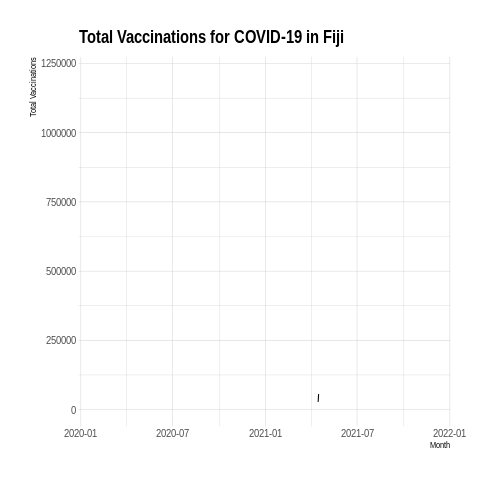 Total Vaccinations for COVID-19 in Fiji
Total Vaccinations
1250000
1000000
750000
500000
250000
0
2020-01 2020-07 2021-01 2021-07 2022-01
Month